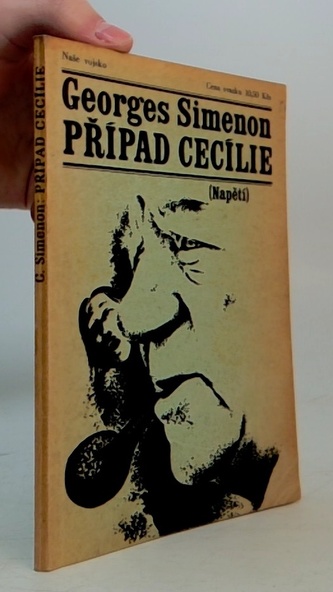 Naše vojsko
Cena svazku 10,50 Kčs
Georges Simenon
PŘÍPAD CECÍLIE
(Napětí)
G. Simenon: PŘÍPAD CECÍLIE